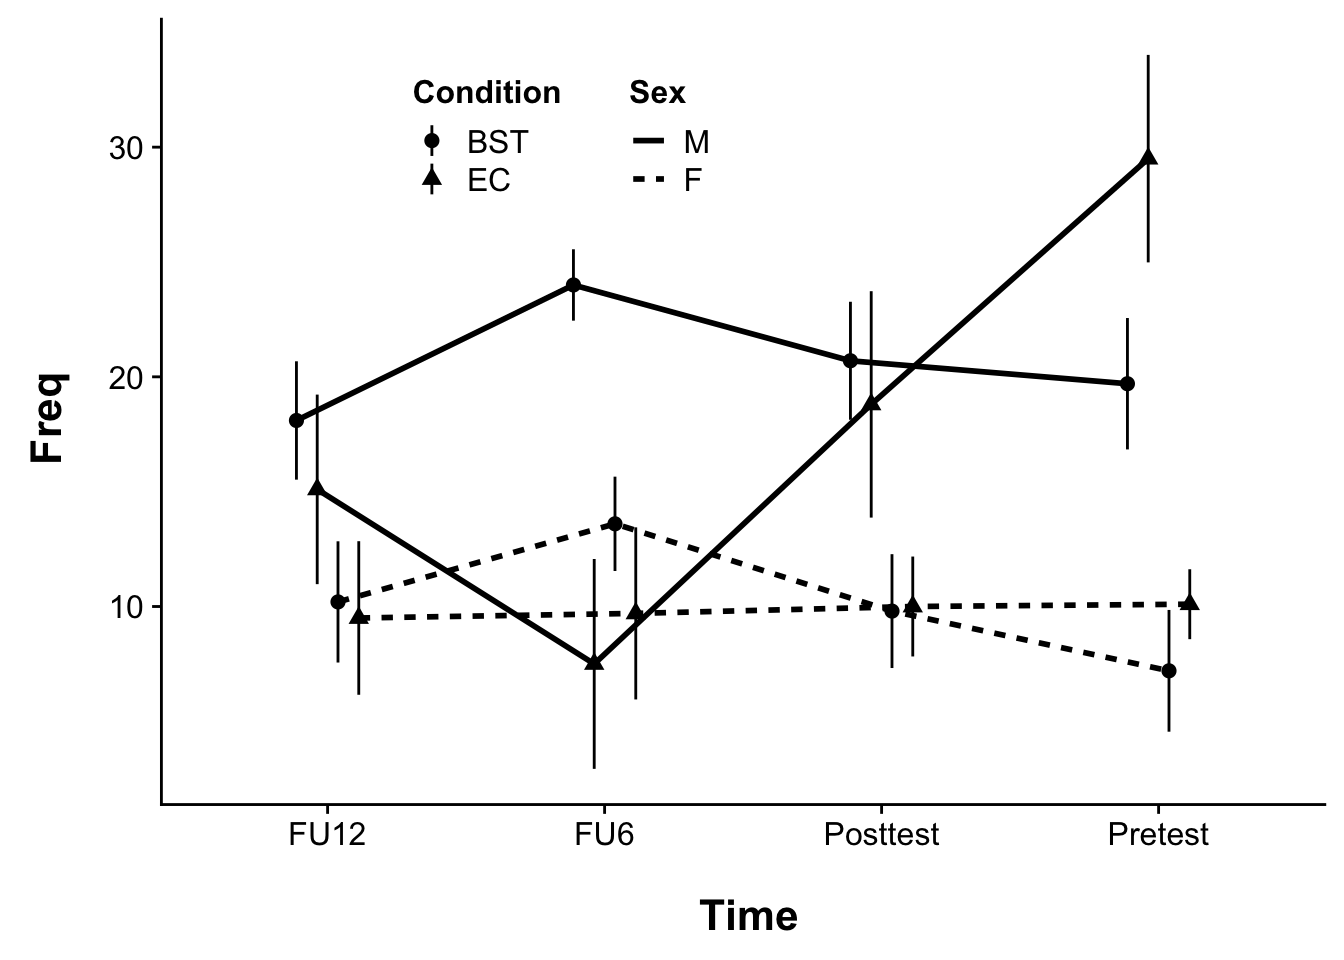 Condition Sex
BST M
EC F
30
20
10
Freq
FU12 FU6 Posttest Pretest
Time